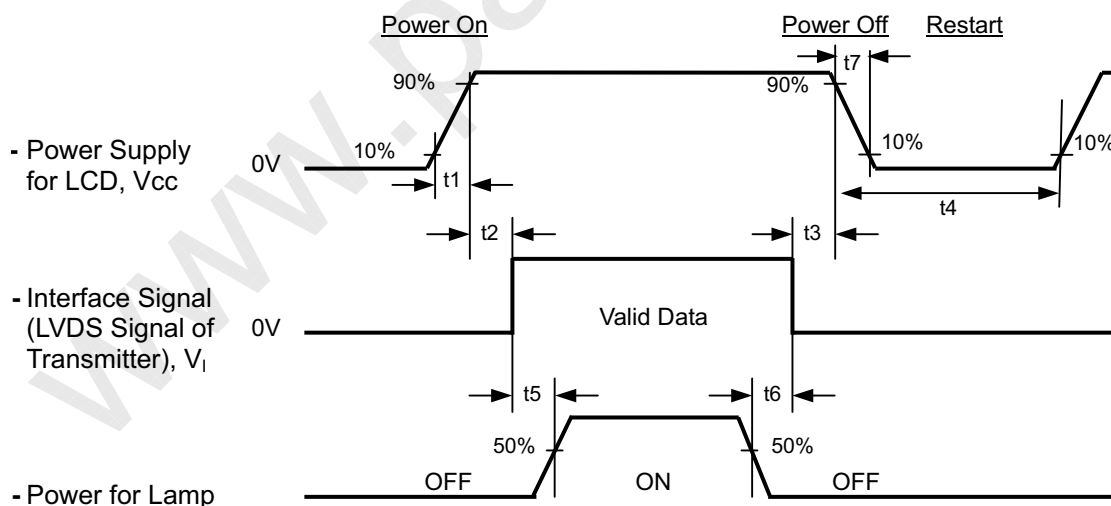 Power On
Power Off
Restart
t7
90%
90%
- Power Supply
for LCD, Vcc
0V
10%
10%
10%
t1
t4
t2
t3
- Interface Signal
(LVDS Signal of
Transmitter), VI
0V
Valid Data
t5
t6
50%
50%
- Power for Lamp
OFF
ON
OFF
www.pa